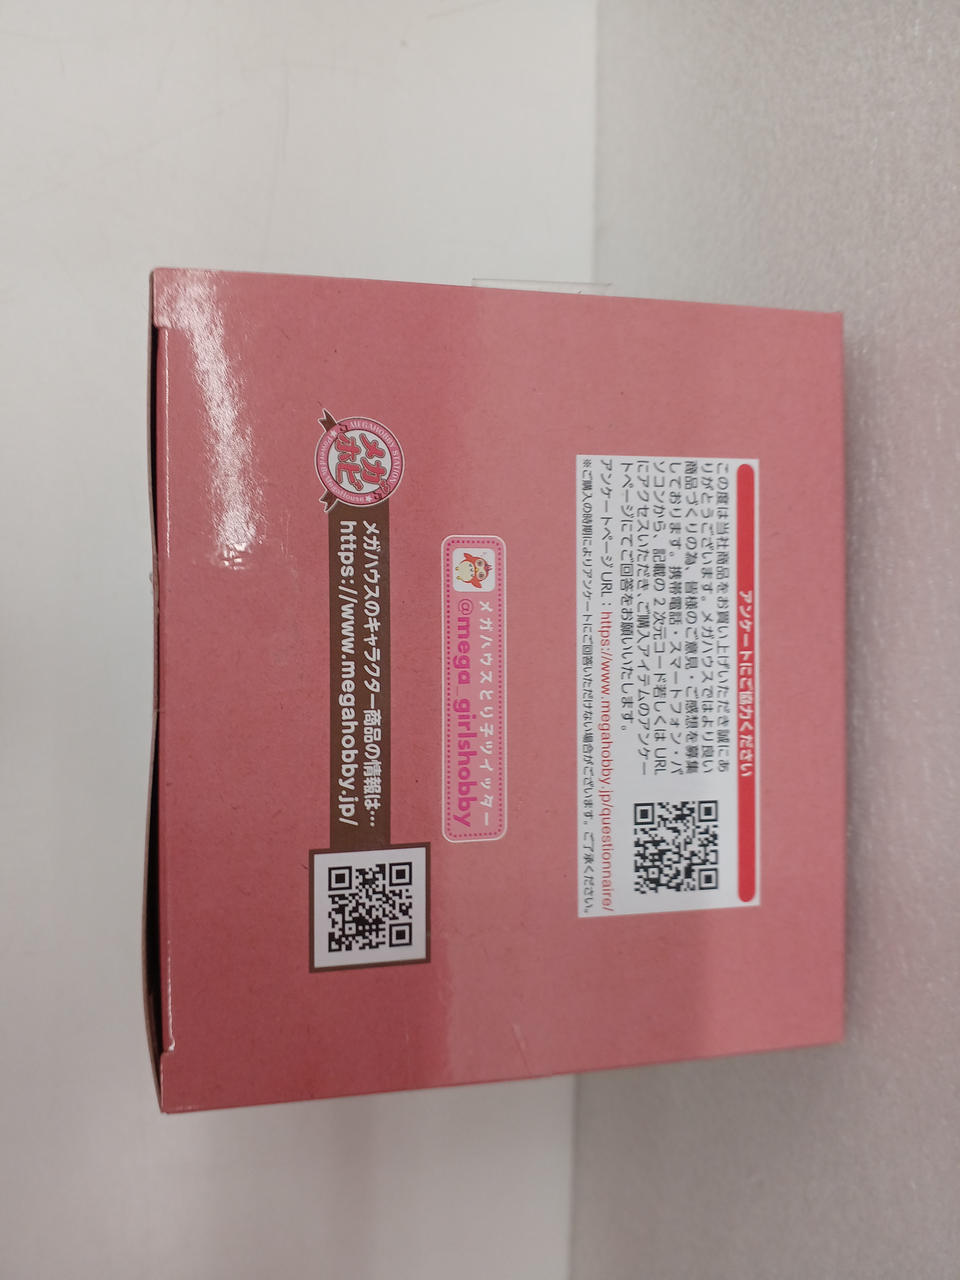 アンケートにご協力ください
この度は当社商品をお買い上げいただき誠にあ
りがとうございます。メガハウスではより良い
商品づくりの為、皆様のご意見・ご感想を募集
しております。携帯電話・スマートフォン・パ
ソコンから、記載の2次元コード若しくはURL
にアクセスいただき、ご購入アイテムのアンケー
トページにてご回答をお願いいたします。
アンケートページURL：https://www.megahobby.jp/questionnaire/
※ご購入の時期によりアンケートにご回答いただけない場合がございます。ご了承ください。
メガハウスとり子ツイッター
@mega_girlshobby
MEGAHOBBY STATION
メガホビ
メガハウスのキャラクター商品の情報は…
https://www.megahobby.jp/